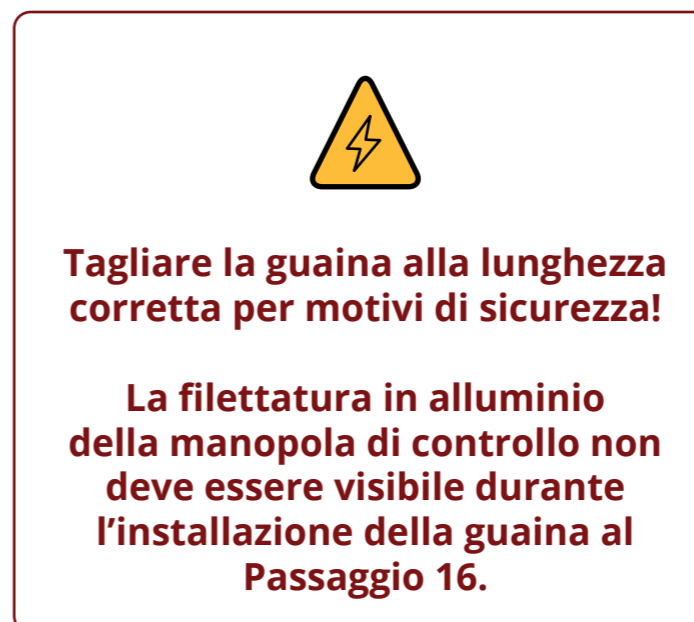 Tagliare la guaina alla lunghezza
corretta per motivi di sicurezza!
La filettatura in alluminio
della manopola di controllo non
deve essere visibile durante
l’installazione della guaina al
Passaggio 16.